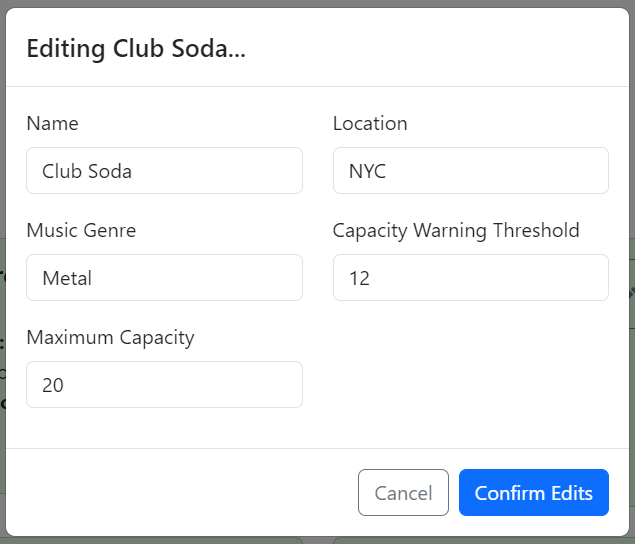 Editing Club Soda...
Name
Location
Club Soda
NYC
Music Genre
Capacity Warning Threshold
Metal
12
Maximum Capacity
20
Cancel
Confirm Edits